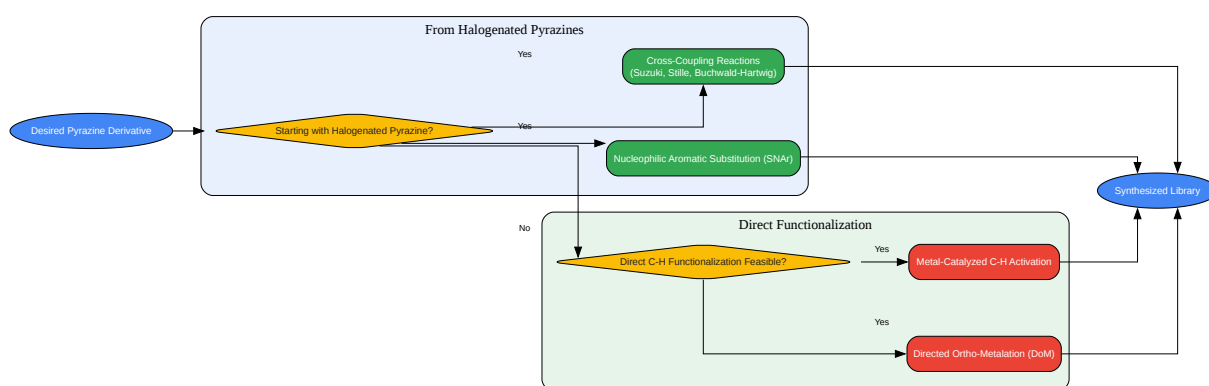 From Halogenated Pyrazines
Yes
Cross-Coupling Reactions
(Suzuki, Stille, Buchwald-Hartwig)
Desired Pyrazine Derivative
Starting with Halogenated Pyrazine?
Yes
Nucleophilic Aromatic Substitution (SNAr)
Synthesized Library
No
Direct Functionalization
Direct C-H Functionalization Feasible?
Yes
Metal-Catalyzed C-H Activation
Yes
Directed Ortho-Metalation (DoM)